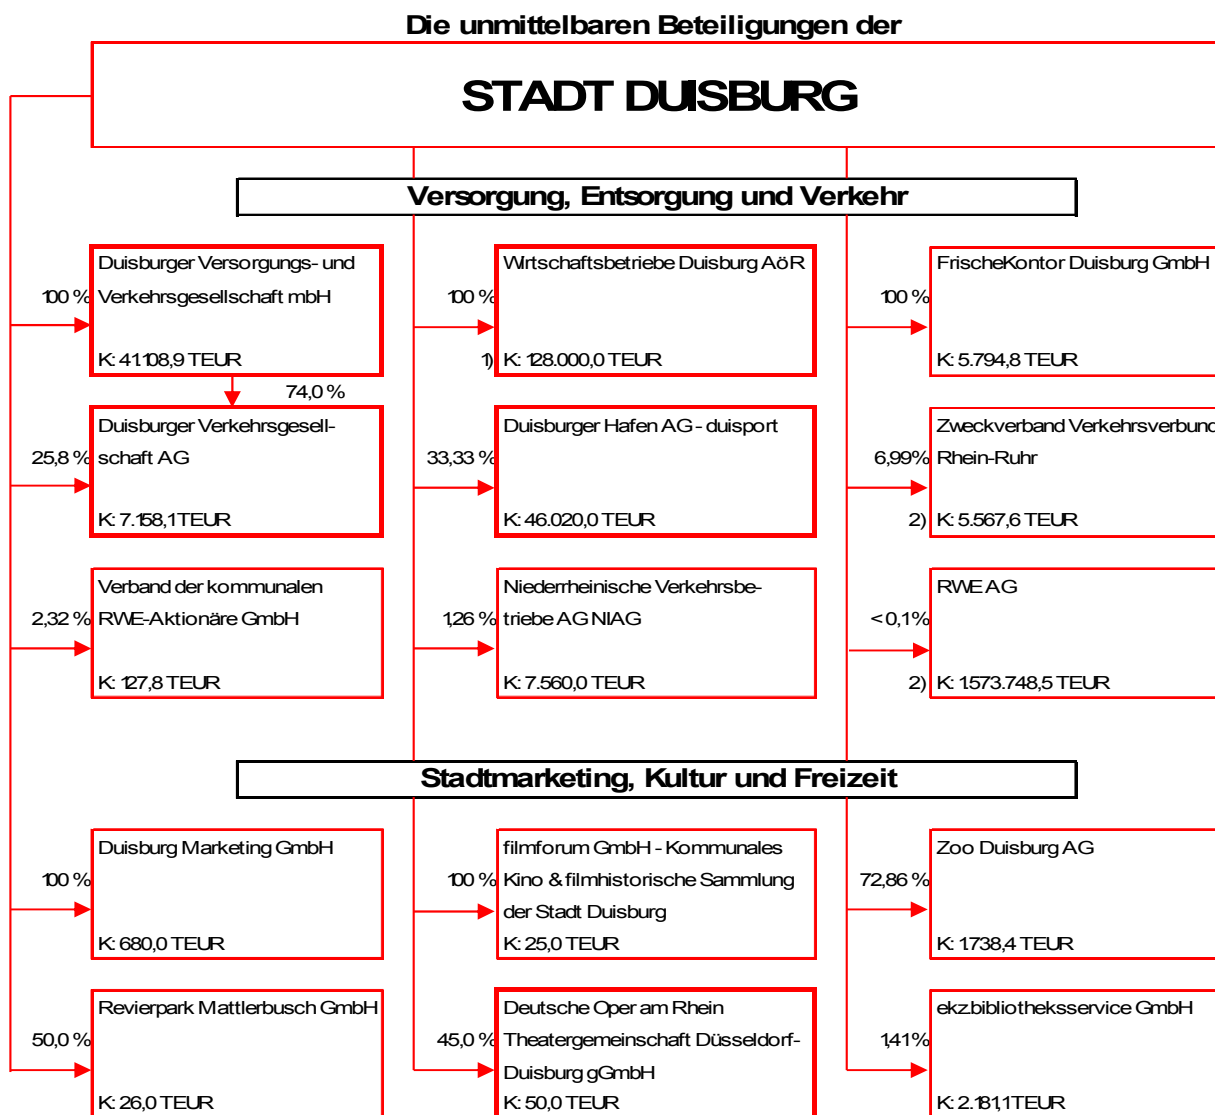 Die unmittelbaren Beteiligungen der
STADT DUISBURG
Versorgung, Entsorgung und Verkehr
Duisburger Versorgungs- und
100 % Verkehrsgesellschaft mbH
K: 41.108,9 TEUR
Wirtschaftsbetriebe Duisburg AöR
100 %
1) K: 128.000,0 TEUR
FrischeKontor Duisburg GmbH
100 %
K: 5.794,8 TEUR
74,0 %
Duisburger Verkehrsgesell-
25,8 % schaft AG
K: 7.158,1 TEUR
Duisburger Hafen AG - duisport
33,33 %
K: 46.020,0 TEUR
Zweckverband Verkehrsverbund
6,99% Rhein-Ruhr
2) K: 5.567,6 TEUR
Verband der kommunalen
2,32 % RWE-Aktionäre GmbH
K: 127,8 TEUR
Niederrheinische Verkehrsbe-
1,26 % triebe AG NIAG
K: 7.560,0 TEUR
RWE AG
< 0,1%
2) K: 1.573.748,5 TEUR
Stadtmarketing, Kultur und Freizeit
Duisburg Marketing GmbH
100 %
K: 680,0 TEUR
filmforum GmbH - Kommunales
100 % Kino & filmhistorische Sammlung
der Stadt Duisburg
K: 25,0 TEUR
Zoo Duisburg AG
72,86 %
K: 1.738,4 TEUR
Revierpark Mattlerbusch GmbH
50,0 %
K: 26,0 TEUR
Deutsche Oper am Rhein
45,0 % Theatergemeinschaft Düsseldorf-
Duisburg gGmbH
K: 50,0 TEUR
ekz.bibliotheksservice GmbH
1,41%
K: 2.181,1 TEUR